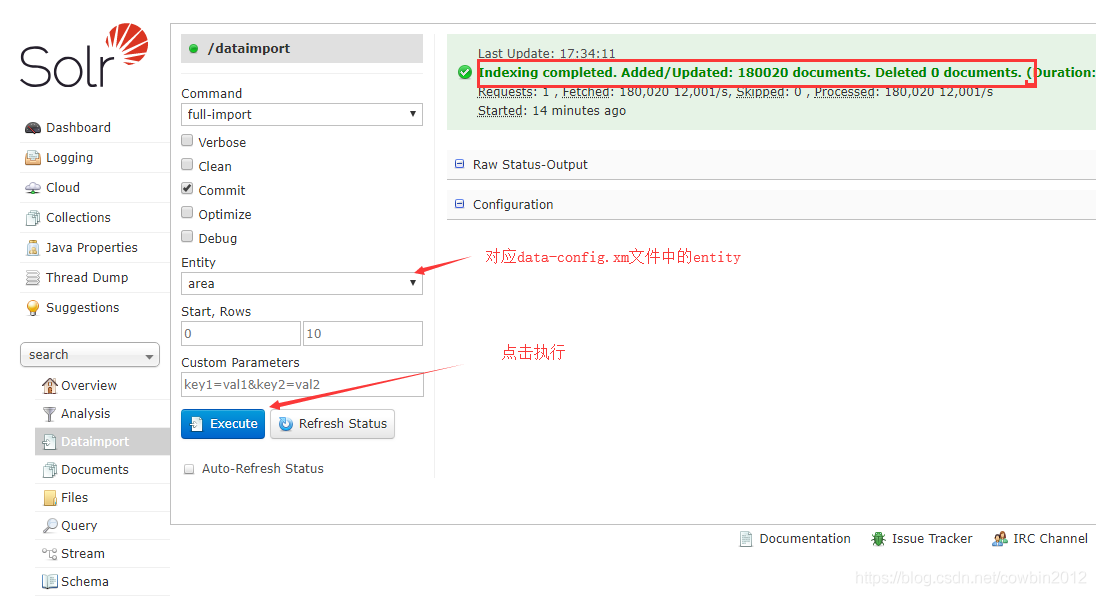 Solr
Dashboard
Logging
Cloud
Collections
Java Properties
Thread Dump
Suggestions
search
Overview
Analysis
Dataimport
Documents
Files
Query
Stream
Schema
/dataimport
Command
full-import
Verbose
Clean
Commit
Optimize
Debug
Entity
area
Start, Rows
0 10
Custom Parameters
key1=val1&key2=val2
Execute Refresh Status
Auto-Refresh Status
Last Update: 17:34:11
Indexing completed. Added/Updated: 180020 documents. Deleted 0 documents. (Duration:
Requests: 1 , Fetched: 180,020 12,001/s, Skipped: 0 , Processed: 180,020 12,001/s
Started: 14 minutes ago
Raw Status-Output
Configuration
对应data-config.xm文件中的entity
点击执行
Documentation Issue Tracker IRC Channel
https://blog.csdn.net/cowbin2012